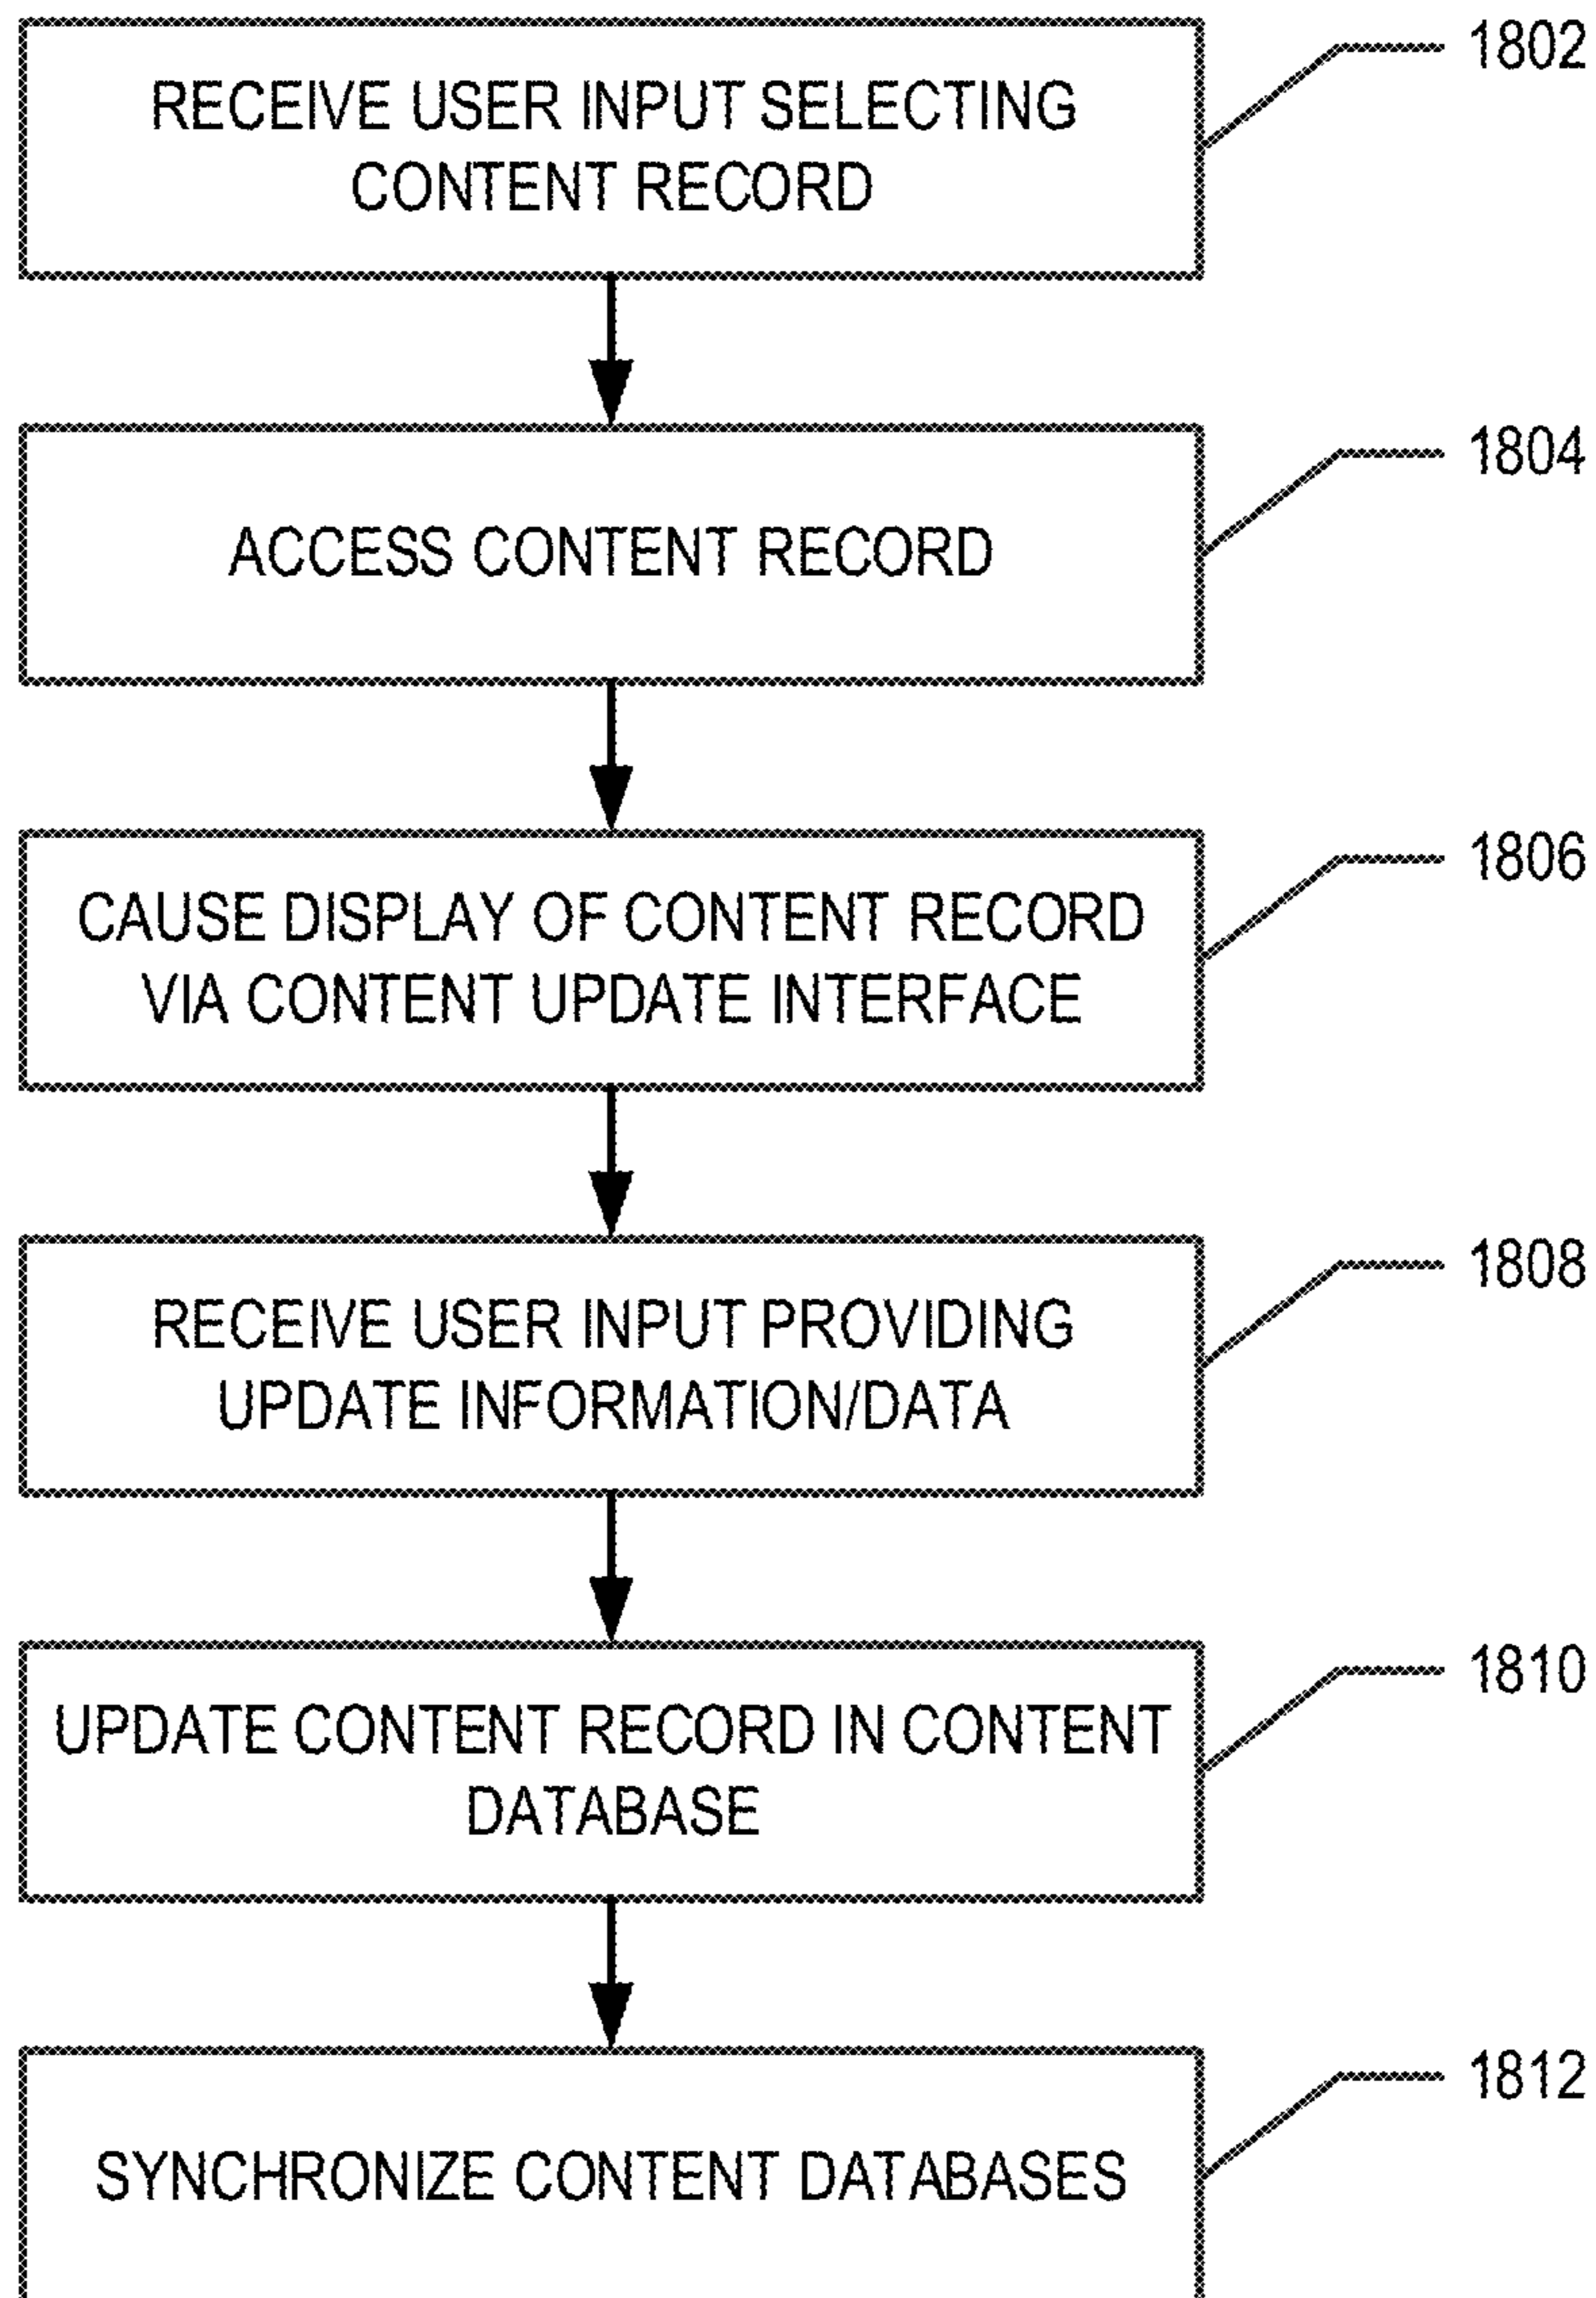 RECEIVE USER INPUT SELECTING
CONTENT RECORD
1802
ACCESS CONTENT RECORD
1804
CAUSE DISPLAY OF CONTENT RECORD
VIA CONTENT UPDATE INTERFACE
1806
RECEIVE USER INPUT PROVIDING
UPDATE INFORMATION/DATA
1808
UPDATE CONTENT RECORD IN CONTENT
DATABASE
1810
SYNCHRONIZE CONTENT DATABASES
1812